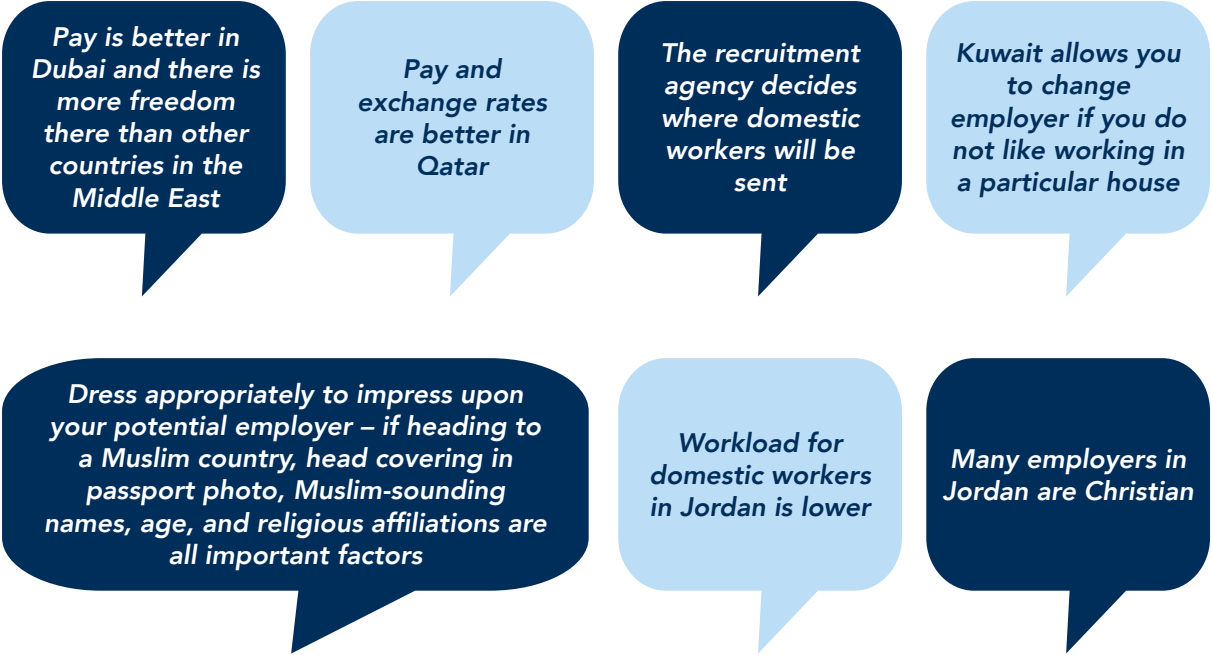 Pay is better in
Dubai and there is
more freedom
there than other
countries in the
Middle East
Pay and
exchange rates
are better in
Qatar
The recruitment
agency decides
where domestic
workers will be
sent
Kuwait allows you
to change
employer if you do
not like working in
a particular house
Dress appropriately to impress upon
your potential employer – if heading to
a Muslim country, head covering in
passport photo, Muslim-sounding
names, age, and religious affiliations are
all important factors
Workload for
domestic workers
in Jordan is lower
Many employers in
Jordan are Christian